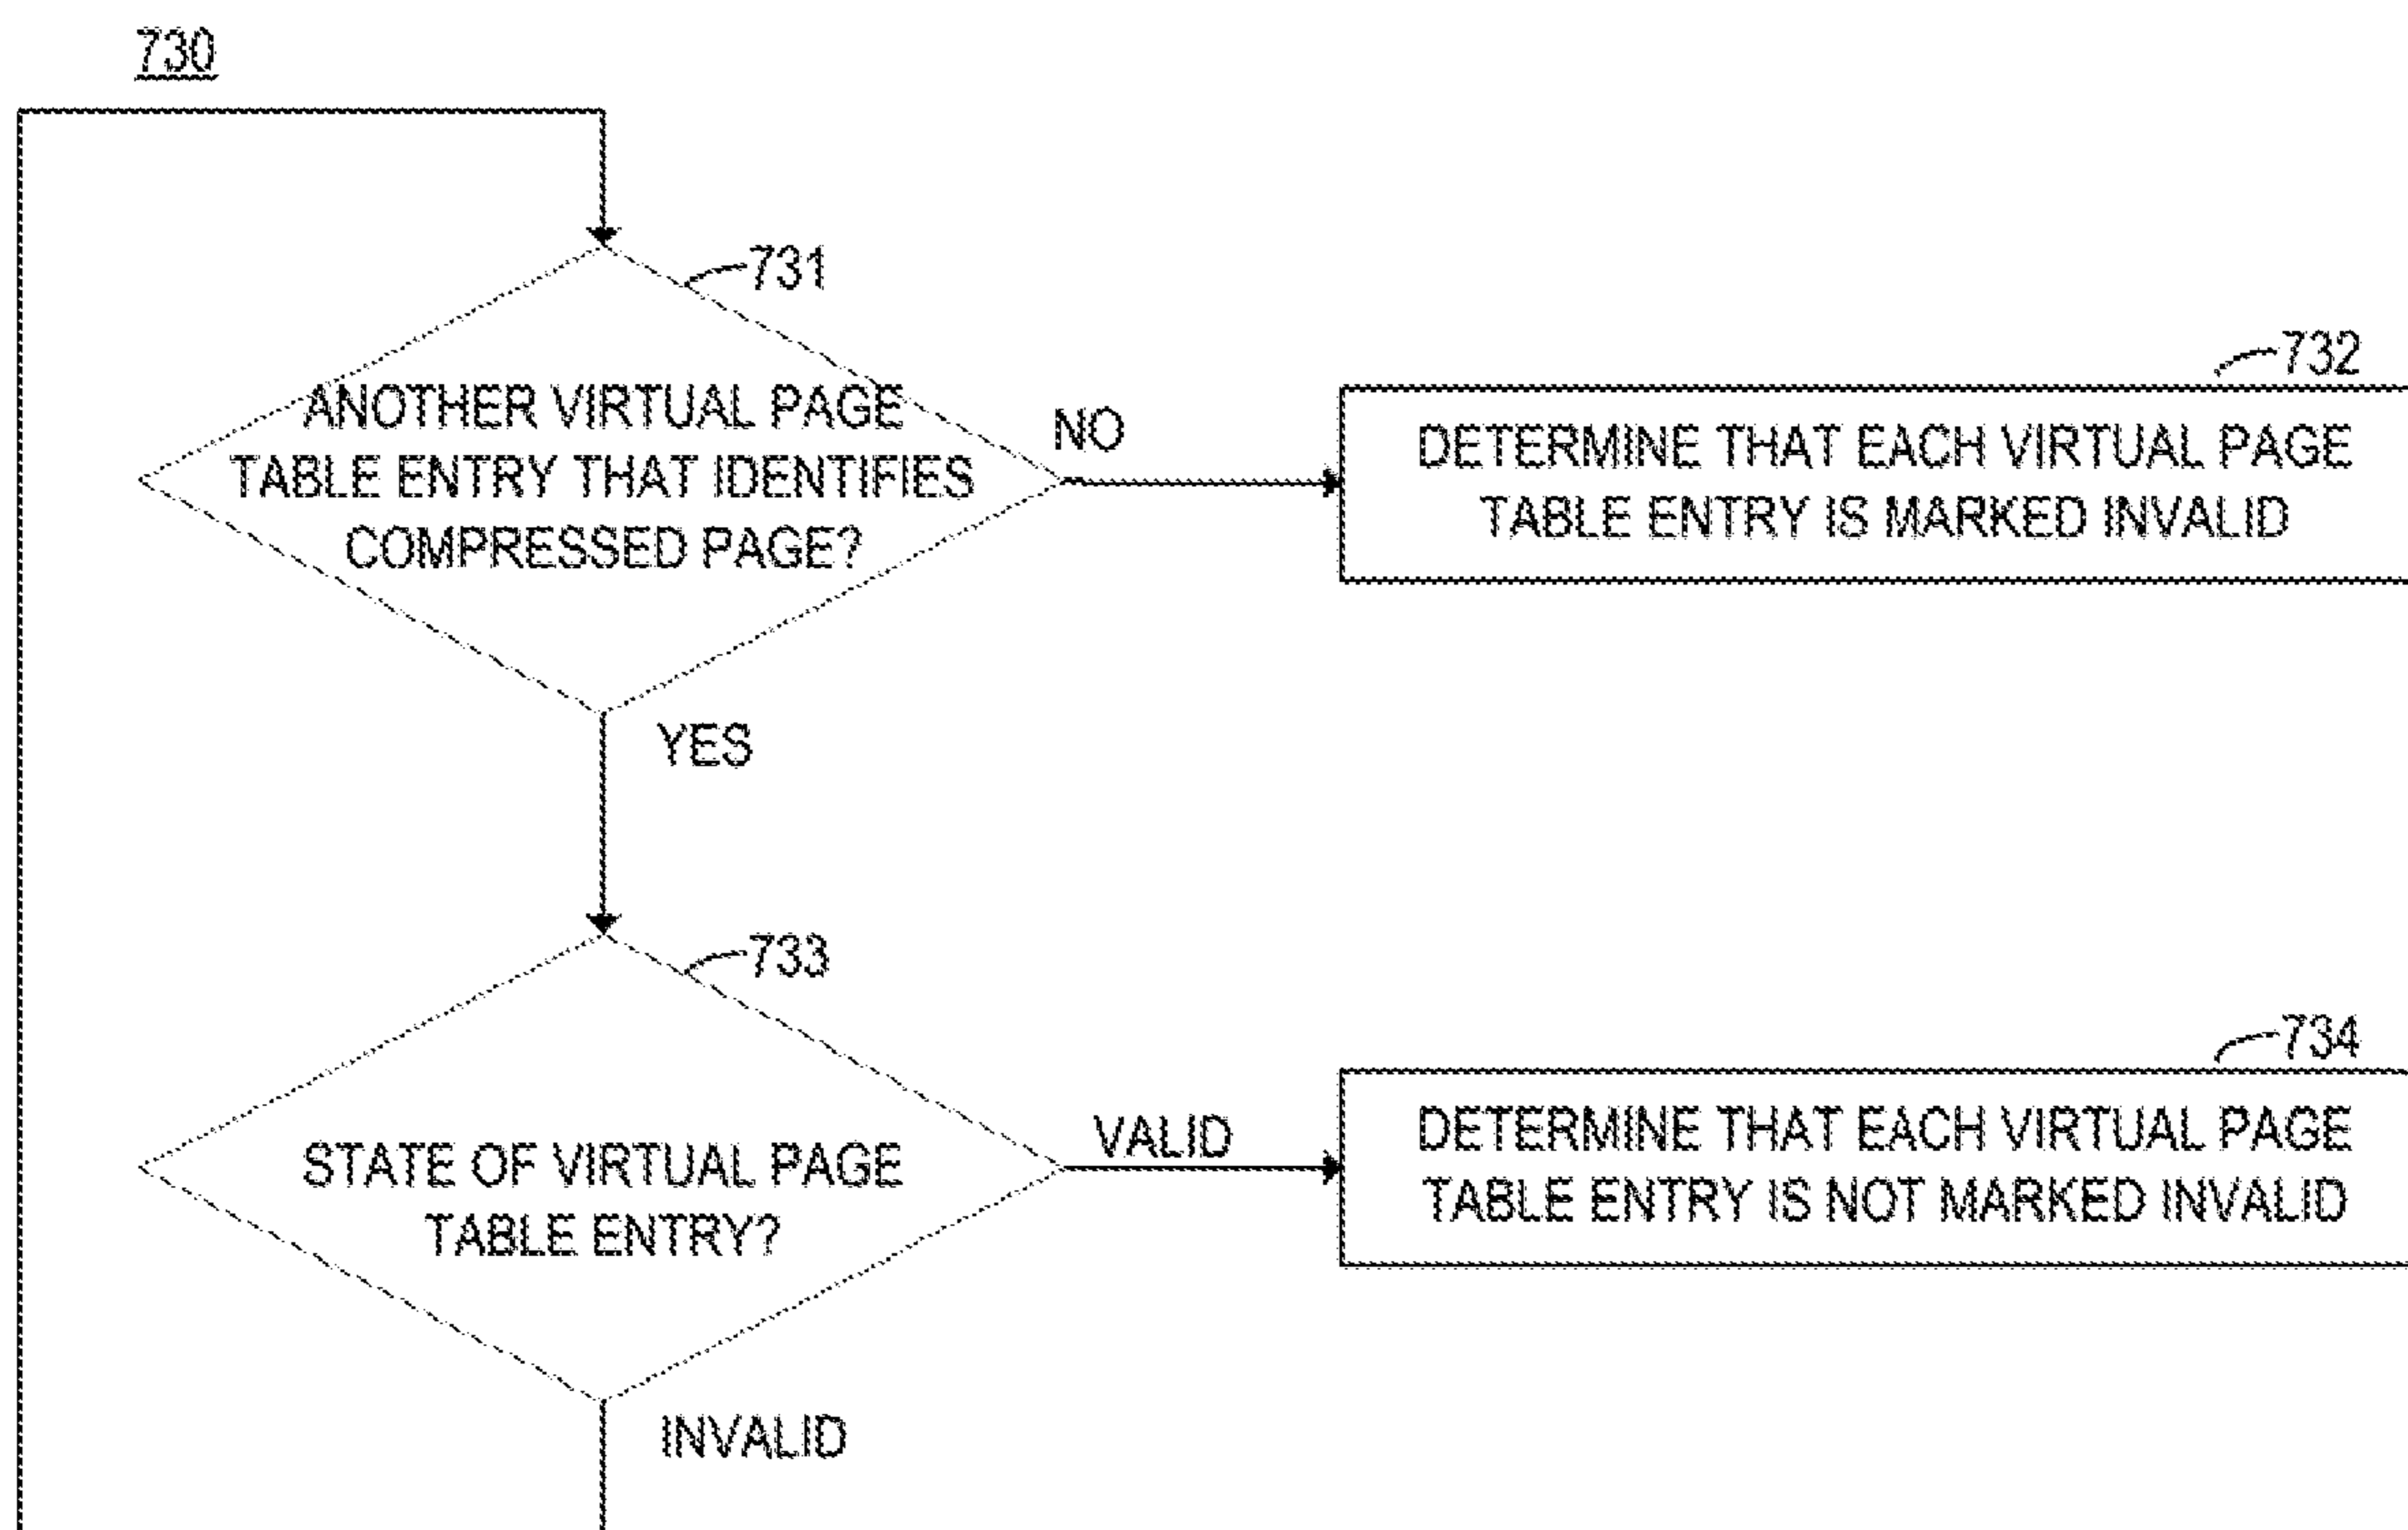 730
731
ANOTHER VIRTUAL PAGE
TABLE ENTRY THAT IDENTIFIES
COMPRESSED PAGE?
NO
732
DETERMINE THAT EACH VIRTUAL PAGE
TABLE ENTRY IS MARKED INVALID
YES
733
STATE OF VIRTUAL PAGE
TABLE ENTRY?
VALID
734
DETERMINE THAT EACH VIRTUAL PAGE
TABLE ENTRY IS NOT MARKED INVALID
INVALID